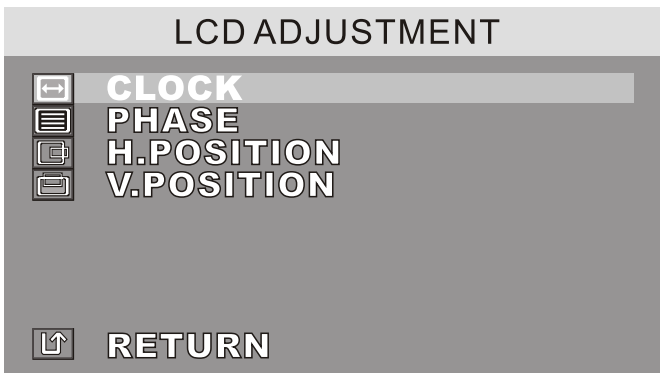 LCD ADJUSTMENT
CLOCK
PHASE
H.POSITION
V.POSITION
RETURN